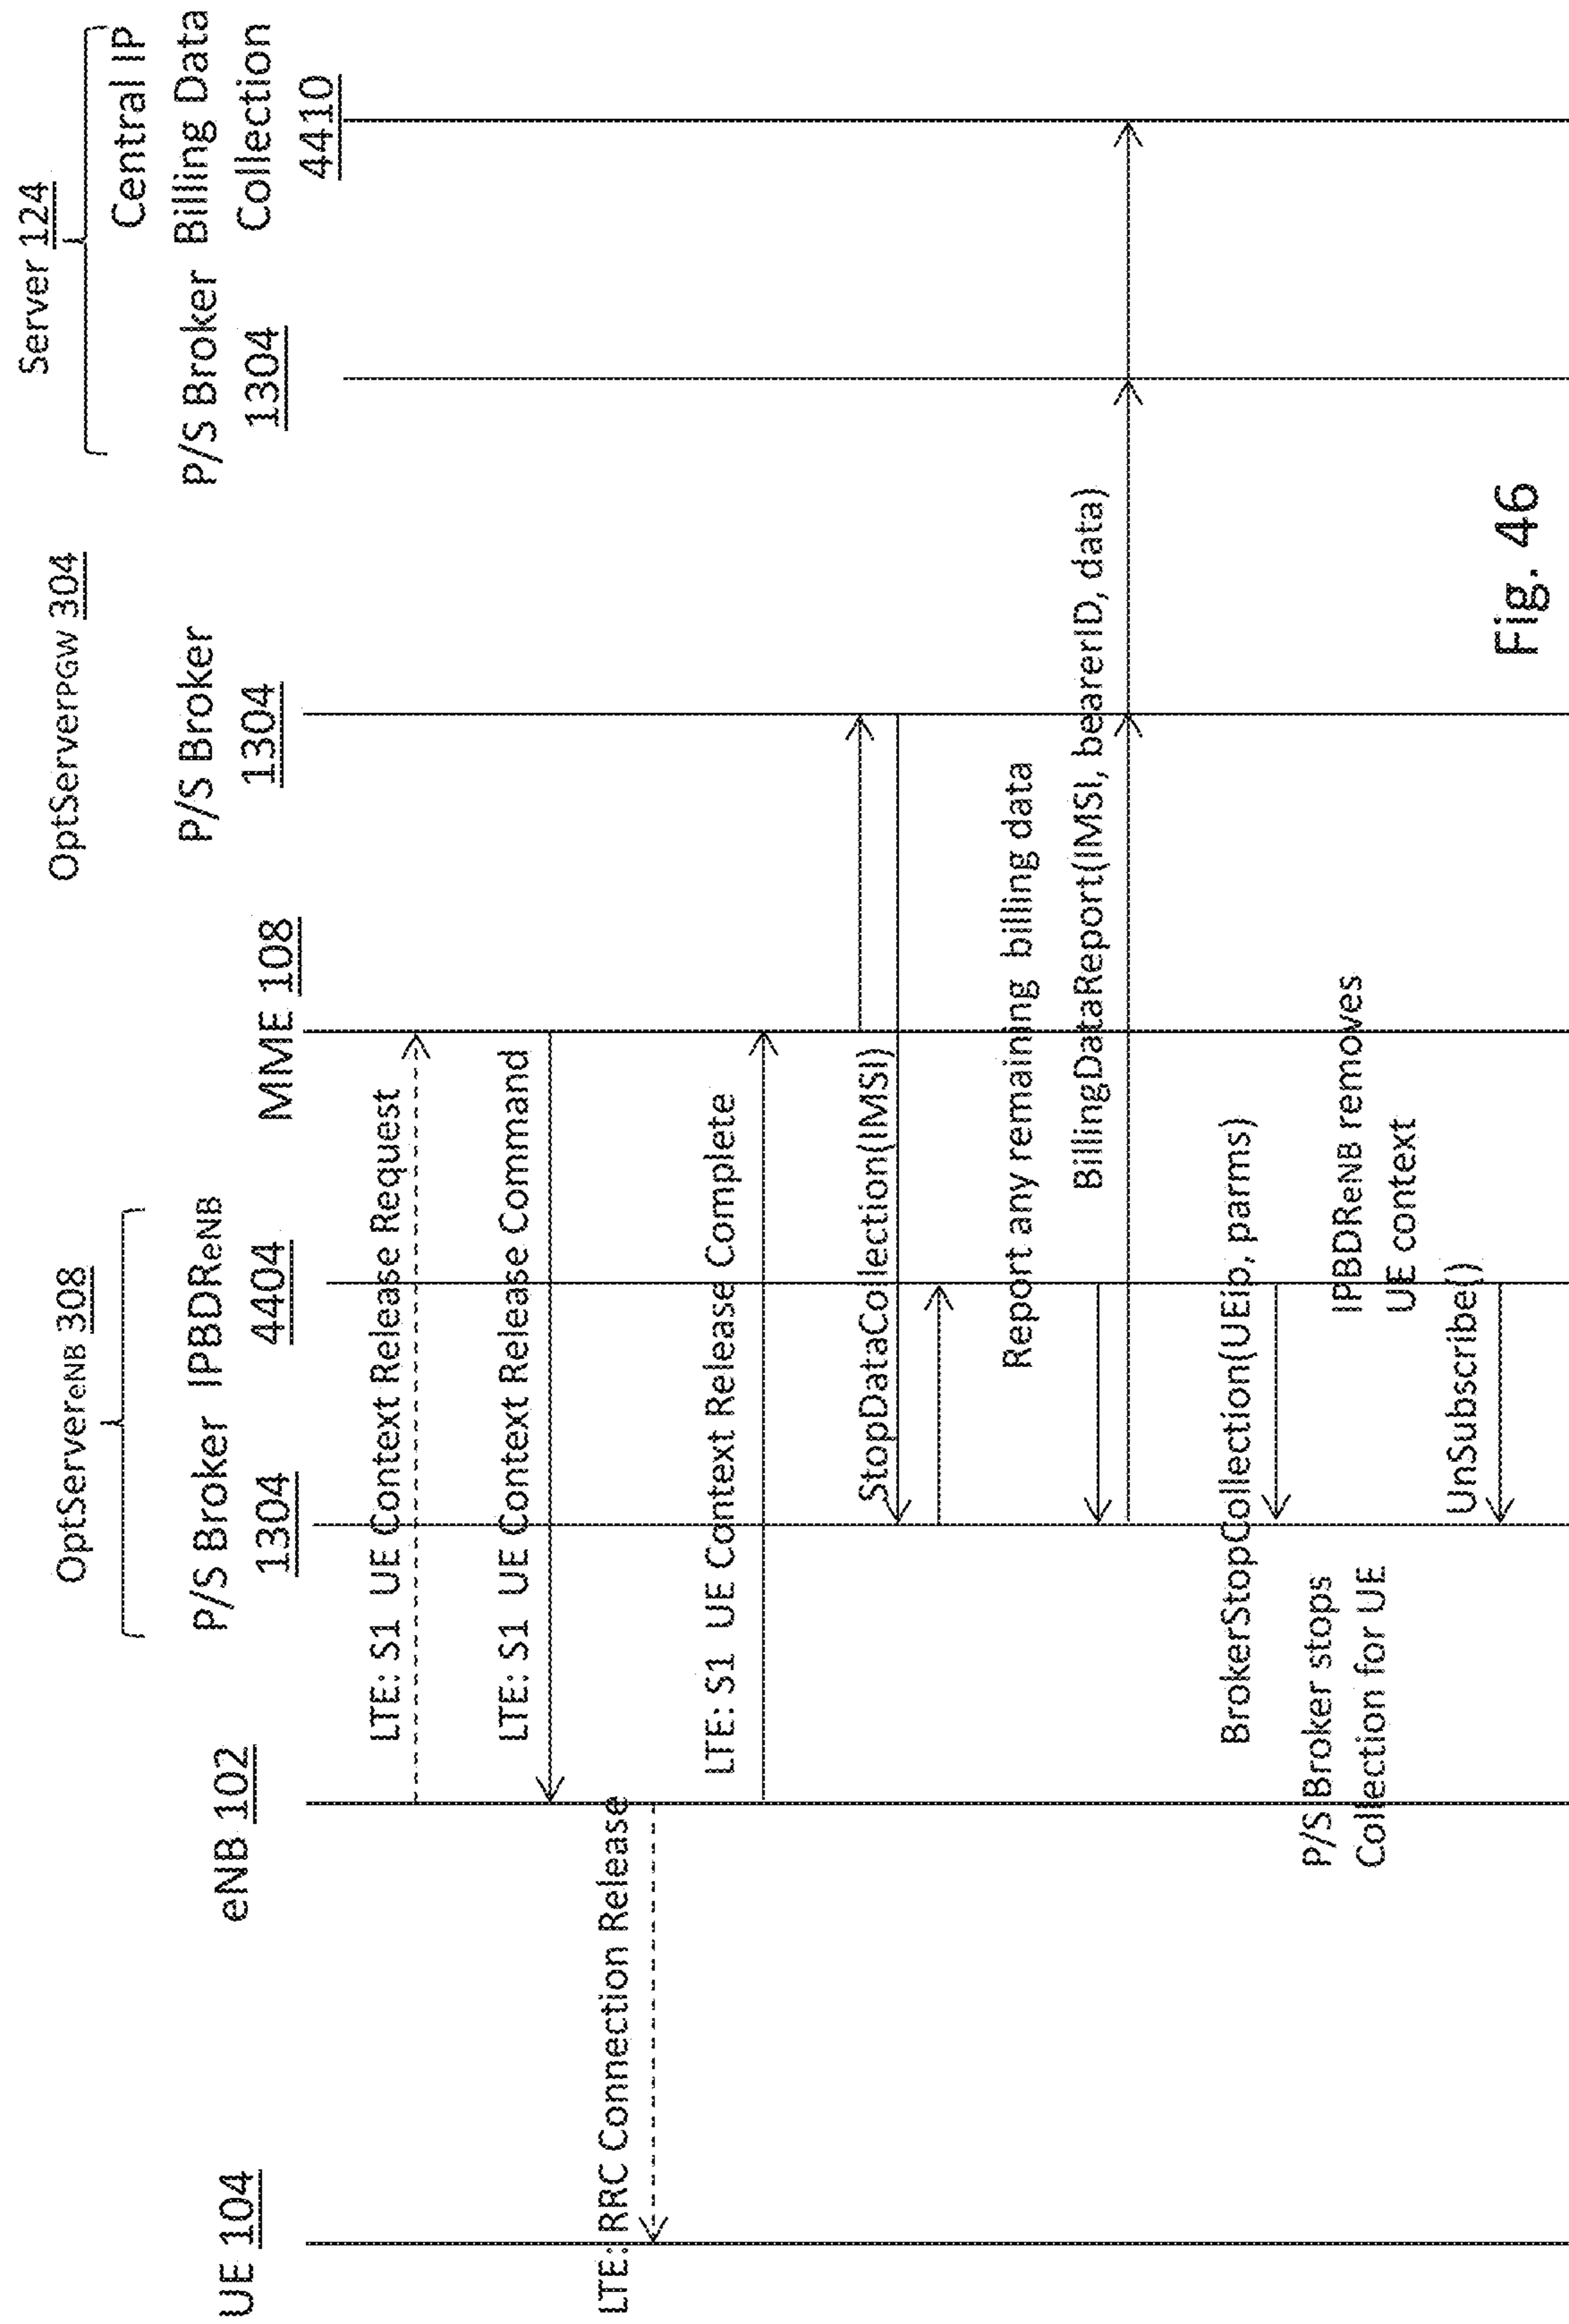 Server 124
OptServerPGW 304
OptServereNB 308
UE 104
eNB 102
P/S Broker
1304
IPBDReNB
4404
MME 108
P/S Broker
1304
P/S Broker
1304
Central IP
Billing Data
Collection
4410
LTE: S1 UE Context Release Request
LTE: S1 UE Context Release Command
LTE: RRC Connection Release
LTE: S1 UE Context Release Complete
StopDataCollection(IMSI)
Report any remaining billing data
BillingDataReport(IMSI, bearerID, data)
BrokerStopCollection(UEip, parms)
P/S Broker stops
Collection for UE
IPBDReNB removes
UE context
UnSubscribe()
Fig. 46